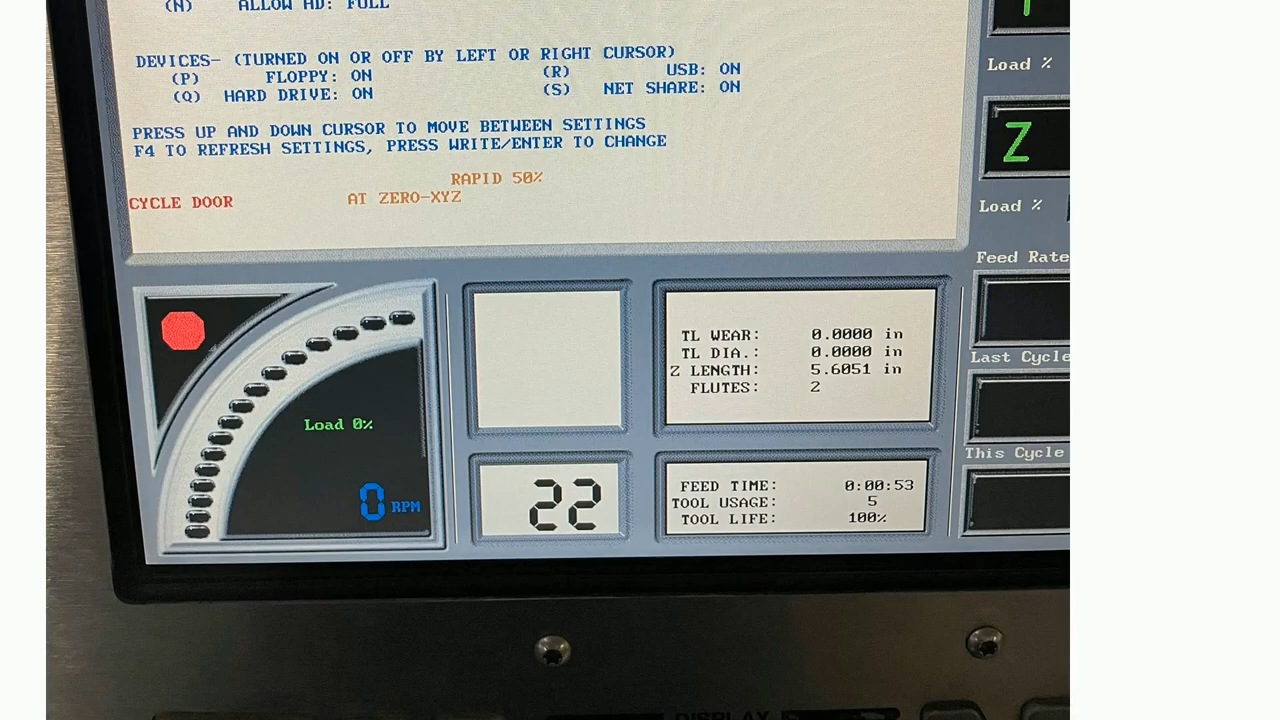 (N) ALLOW AD: FULL
DEVICES- (TURNED ON OR OFF BY LEFT OR RIGHT CURSOR)
(P) FLOPPY: ON (R) USB: ON
(Q) HARD DRIVE: ON (S) NET SHARE: ON
PRESS UP AND DOWN CURSOR TO MOVE BETWEEN SETTINGS
F4 TO REFRESH SETTINGS, PRESS WRITE/ENTER TO CHANGE
RAPID 50%
CYCLE DOOR AT ZERO-XYZ
Load %
Z
Load %
Feed Rate
Last Cycle
This Cycle
Load 0%
0 RPM
22
TL WEAR: 0.0000 in
TL DIA.: 0.0000 in
Z LENGTH: 5.6051 in
FLUTES: 2
FEED TIME: 0:00:53
TOOL USAGE: 5
TOOL LIFE: 100%
DISPLAY